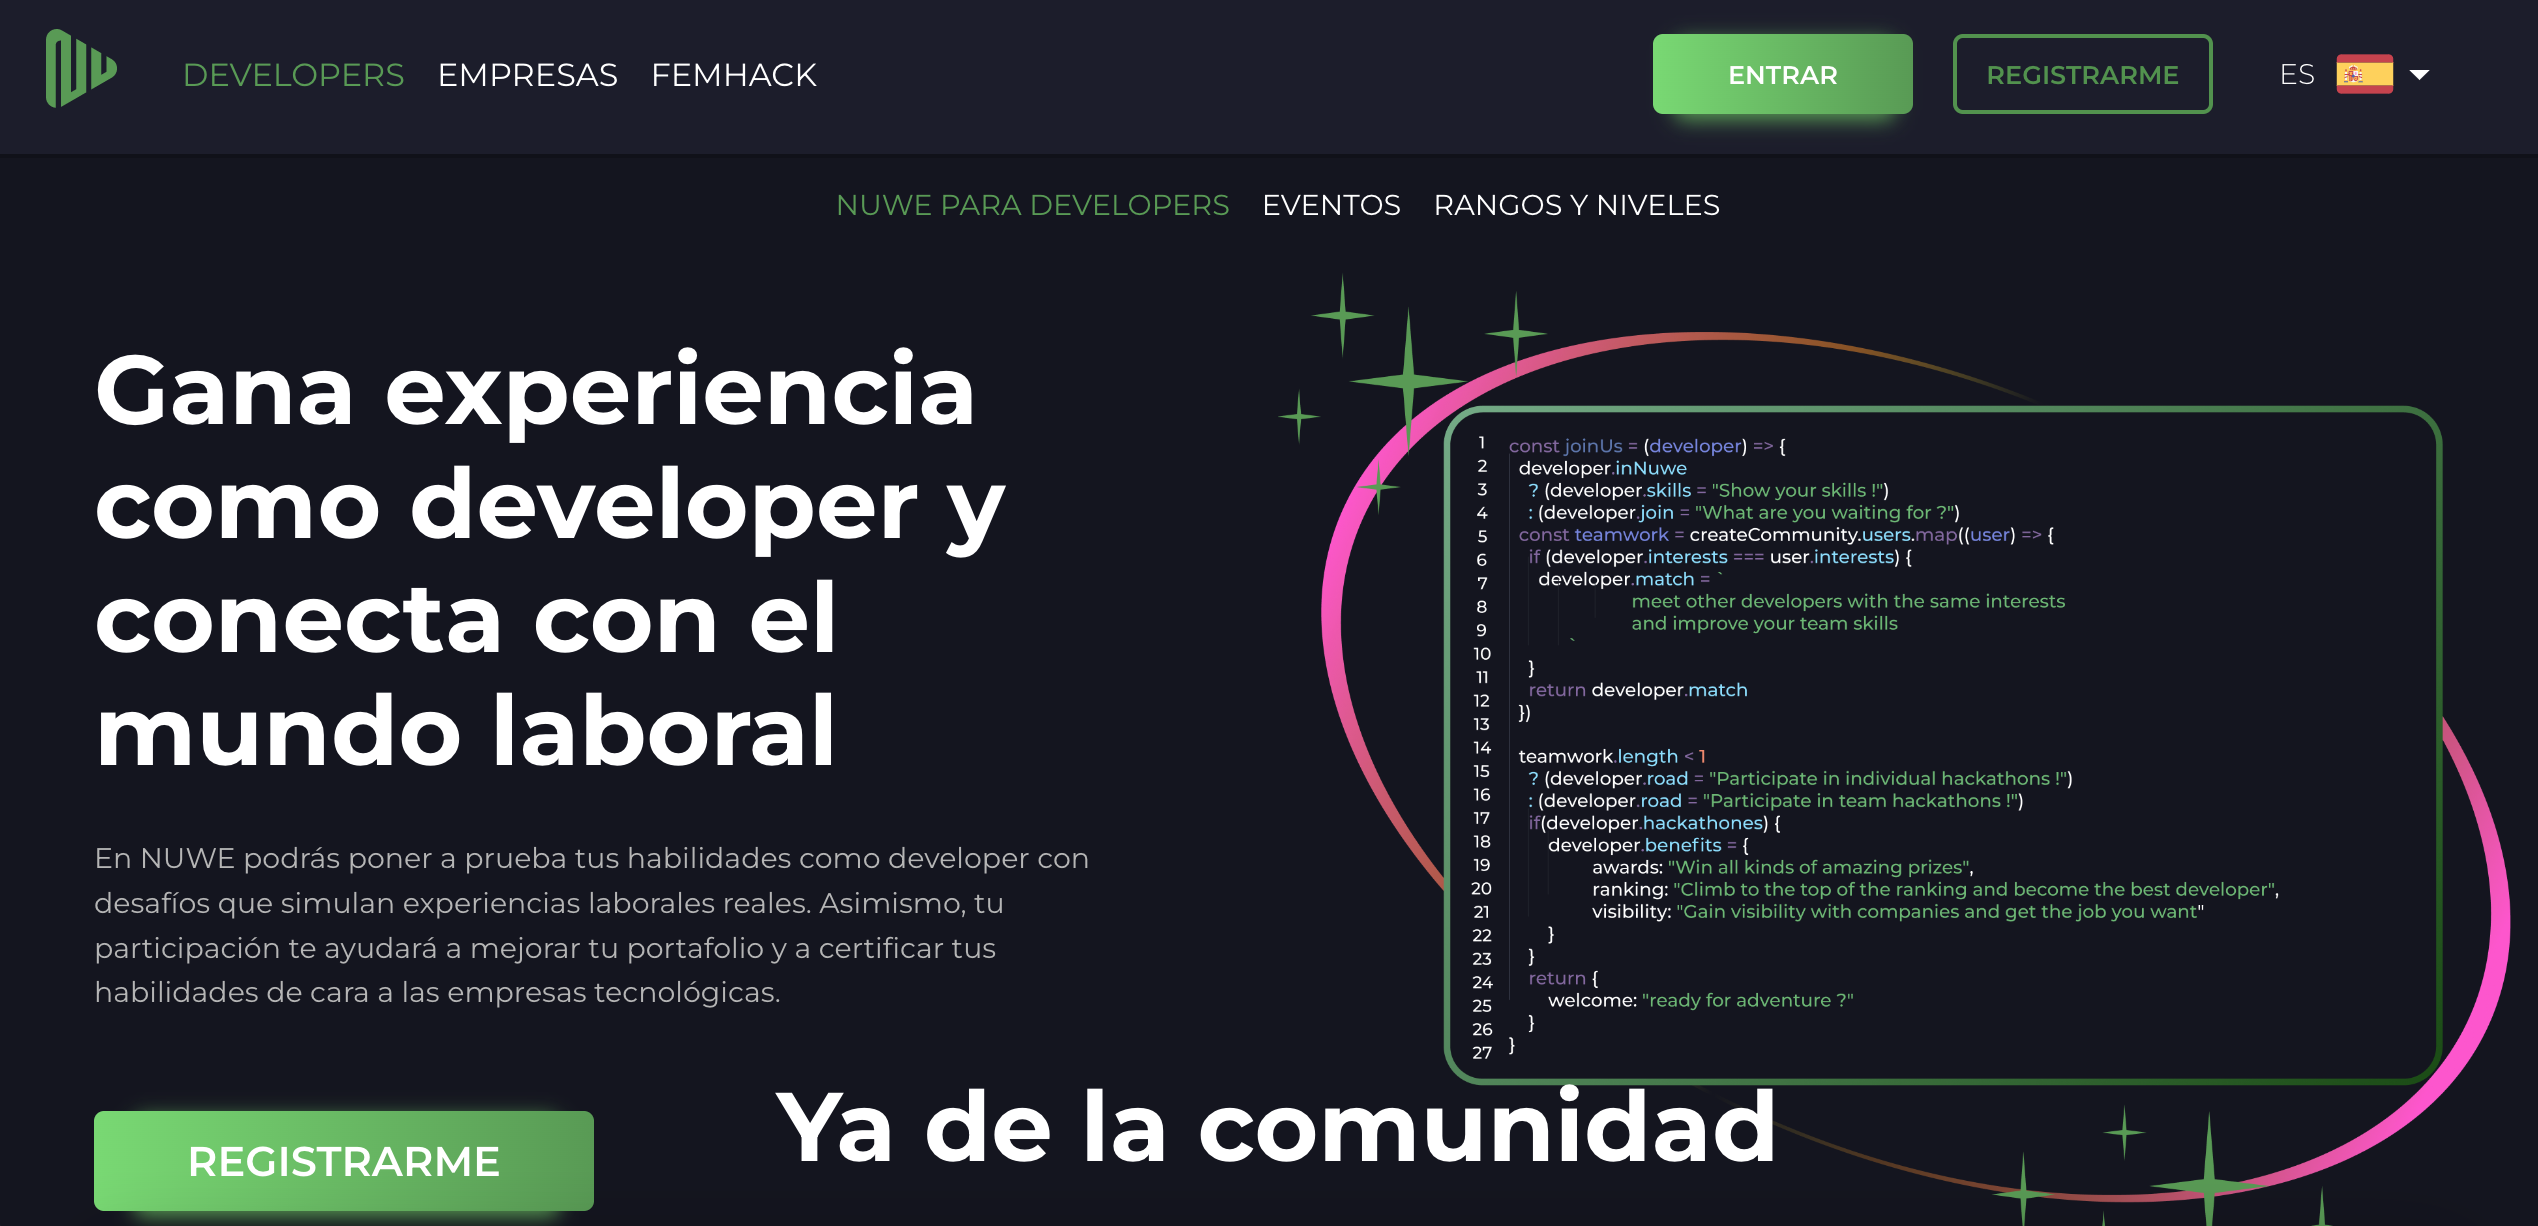 DEVELOPERS EMPRESAS FEMHACK ENTRAR REGISTRARME ES
NUWE PARA DEVELOPERS EVENTOS RANGOS Y NIVELES
Gana experiencia
como developer y
conecta con el
mundo laboral
En NUWE podrás poner a prueba tus habilidades como developer con
desafíos que simulan experiencias laborales reales. Asimismo, tu
participación te ayudará a mejorar tu portafolio y a certificar tus
habilidades de cara a las empresas tecnológicas.
REGISTRARME
1
2
3
4
5
6
7
8
9
10
11
12
13
14
15
16
17
18
19
20
21
22
23
24
25
26
27
const joinUs = (developer) => {
developer.inNuwe
? (developer.skills = "Show your skills !")
: (developer.join = "What are you waiting for ?")
const teamwork = createCommunity.users.map((user) => {
if (developer.interests === user.interests) {
developer.match = `
meet other developers with the same interests
and improve your team skills
`
}
return developer.match
})
teamwork.length < 1
? (developer.road = "Participate in individual hackathons !")
: (developer.road = "Participate in team hackathons !")
if(developer.hackathones) {
developer.benefits = {
awards: "Win all kinds of amazing prizes",
ranking: "Climb to the top of the ranking and become the best developer",
visibility: "Gain visibility with companies and get the job you want"
}
}
return {
welcome: "ready for adventure ?"
}
}
Ya de la comunidad